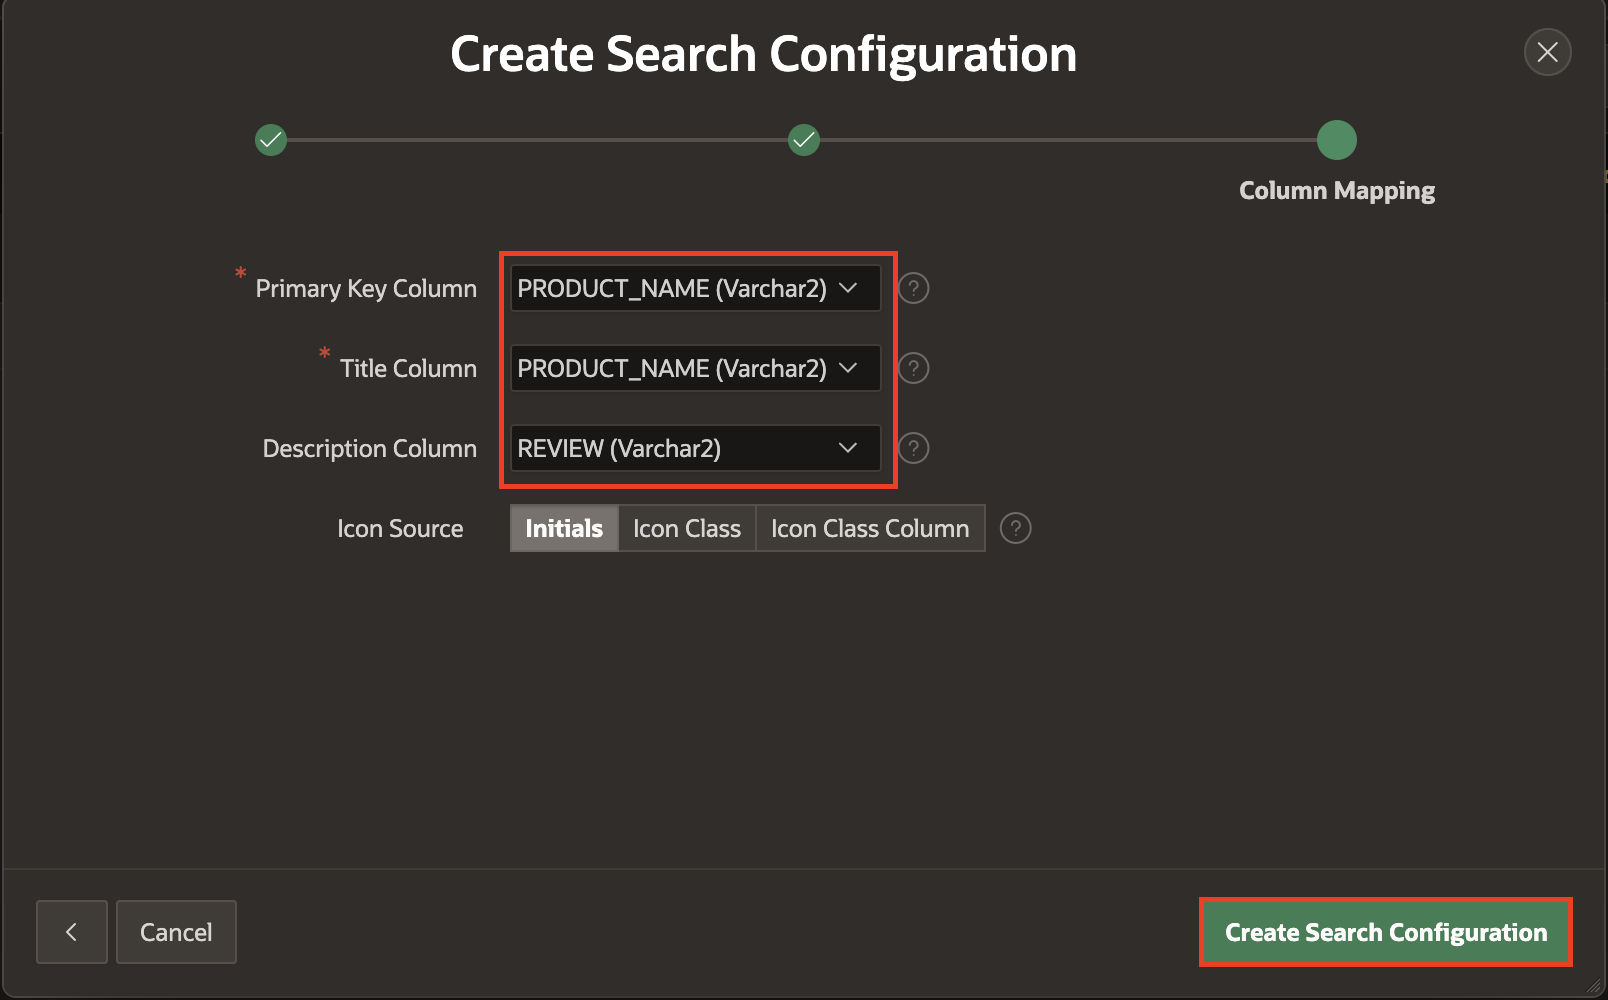 Create Search Configuration
Column Mapping
* Primary Key Column PRODUCT_NAME (Varchar2) ?
* Title Column PRODUCT_NAME (Varchar2) ?
Description Column REVIEW (Varchar2) ?
Icon Source Initials Icon Class Icon Class Column ?
Cancel Create Search Configuration